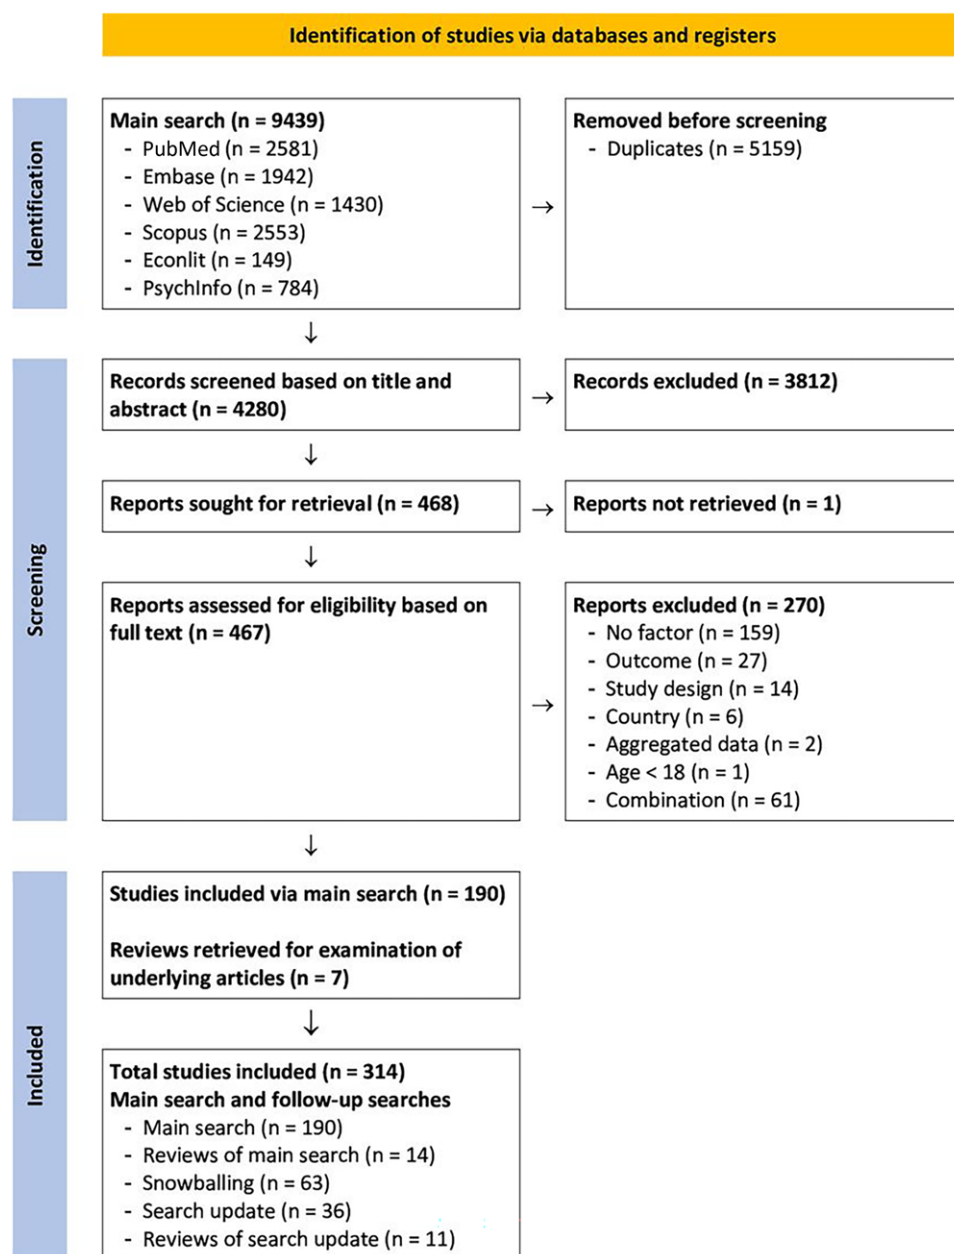 Identification of studies via databases and registers
Identification
Main search (n = 9439)
- PubMed (n = 2581)
- Embase (n = 1942)
- Web of Science (n = 1430)
- Scopus (n = 2553)
- Econlit (n = 149)
- PsychInfo (n = 784)
→
Removed before screening
- Duplicates (n = 5159)
↓
Screening
Records screened based on title and
abstract (n = 4280)
→
Records excluded (n = 3812)
↓
Reports sought for retrieval (n = 468)
→
Reports not retrieved (n = 1)
↓
Reports assessed for eligibility based on
full text (n = 467)
→
Reports excluded (n = 270)
- No factor (n = 159)
- Outcome (n = 27)
- Study design (n = 14)
- Country (n = 6)
- Aggregated data (n = 2)
- Age < 18 (n = 1)
- Combination (n = 61)
↓
Included
Studies included via main search (n = 190)
Reviews retrieved for examination of
underlying articles (n = 7)
↓
Total studies included (n = 314)
Main search and follow-up searches
- Main search (n = 190)
- Reviews of main search (n = 14)
- Snowballing (n = 63)
- Search update (n = 36)
- Reviews of search update (n = 11)